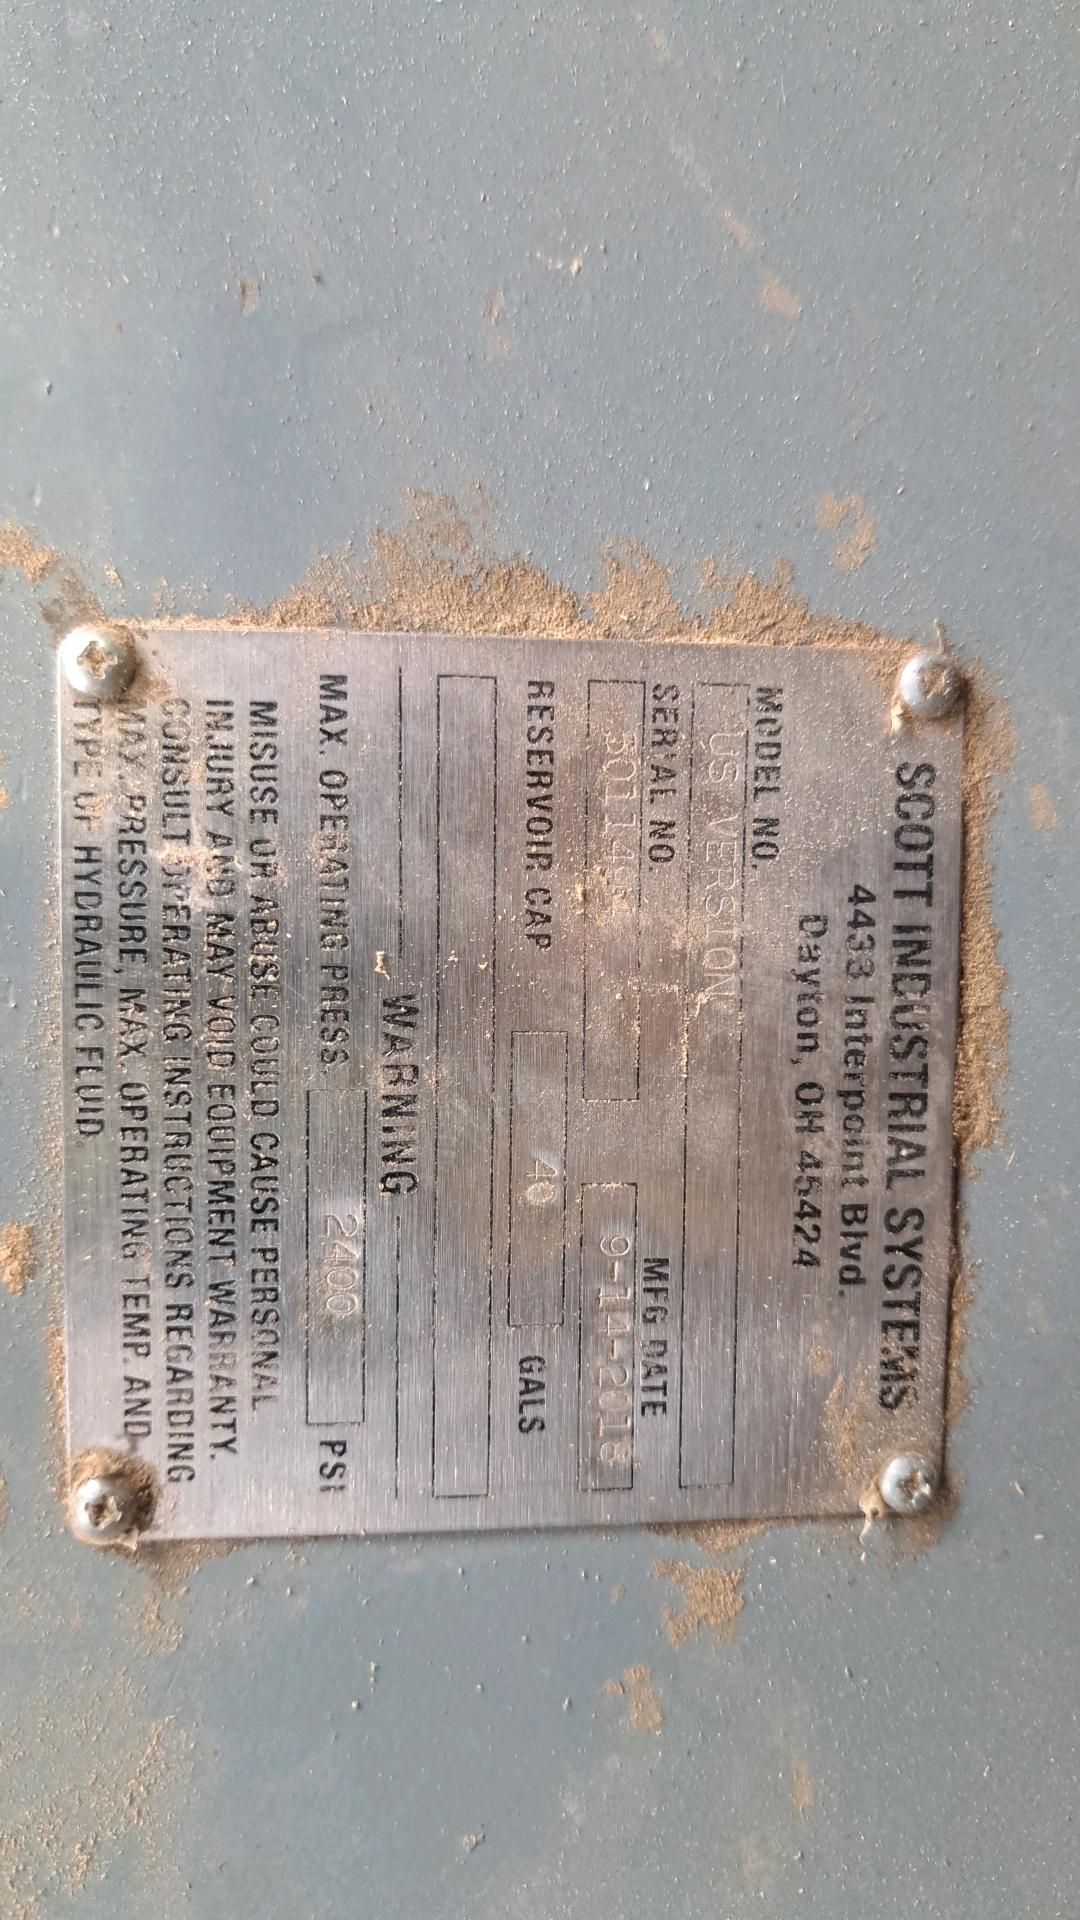 SCOTT INDUSTRIAL SYSTEMS
4433 Interpoint Blvd.
Dayton, OH 45424
MODEL NO.
US VERSION
SERIAL NO. MFG DATE
9-14-2018
RESERVOIR CAP 40 GALS
WARNING
MAX. OPERATING PRESS. 2400 PSI
MISUSE OR ABUSE COULD CAUSE PERSONAL
INJURY AND MAY VOID EQUIPMENT WARRANTY.
CONSULT OPERATING INSTRUCTIONS REGARDING
MAX. PRESSURE, MAX. OPERATING TEMP. AND
TYPE OF HYDRAULIC FLUID.